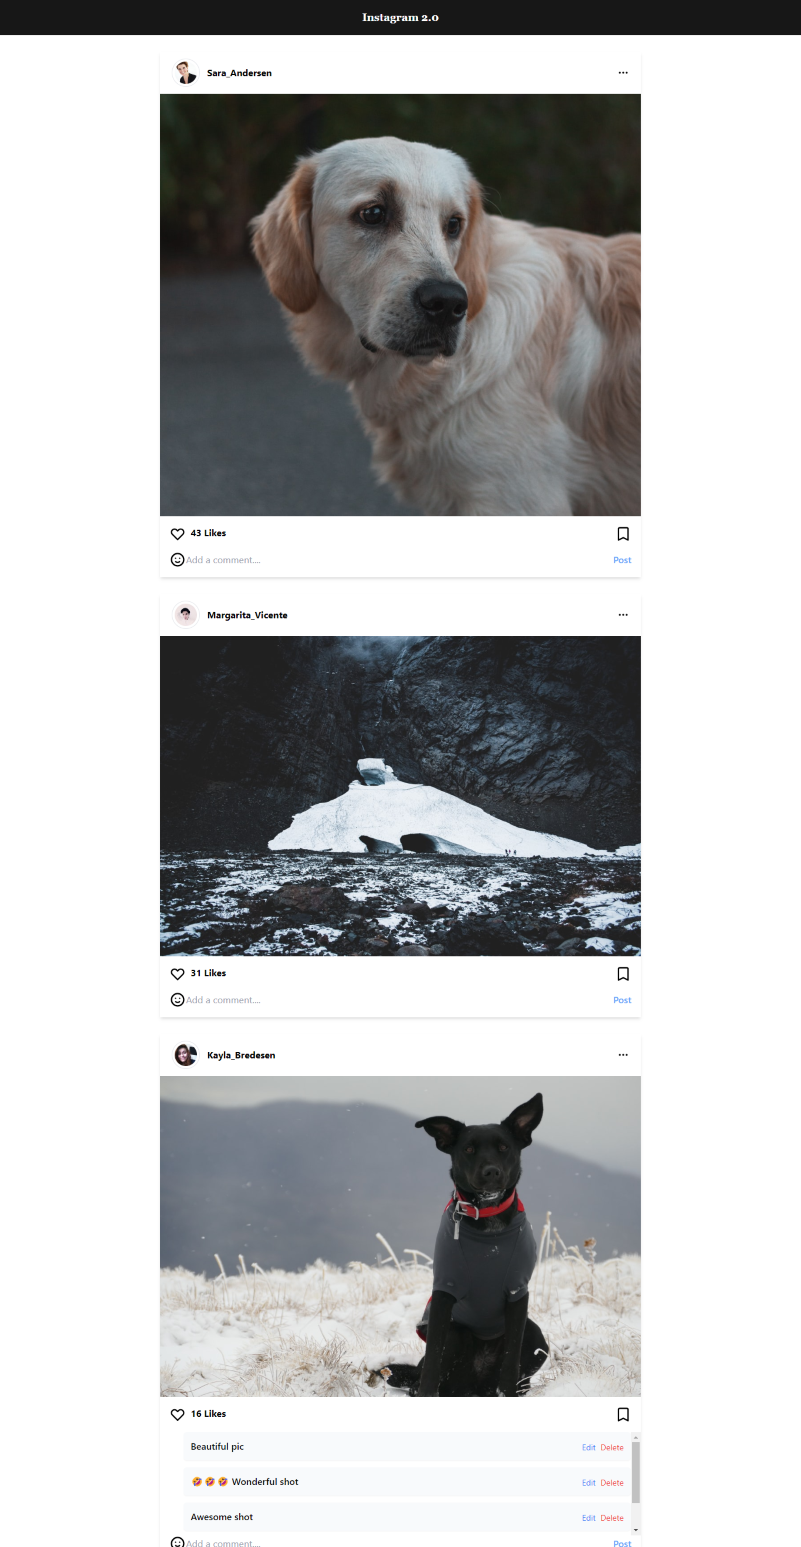 Instagram 2.0
Sara_Andersen
43 Likes
Add a comment....
Post
Margarita_Vicente
31 Likes
Add a comment....
Post
Kayla_Bredesen
16 Likes
Beautiful pic Edit Delete
🤣 🤣 🤣 Wonderful shot Edit Delete
Awesome shot Edit Delete
Add a comment.... Post